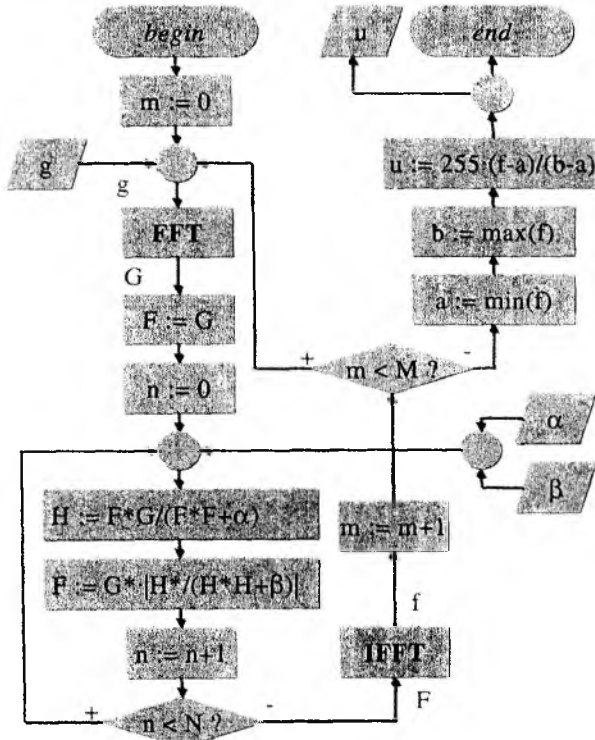 begin
m := 0
g
g
FFT
G
F := G
n := 0
H := F*G/(F*F+α)
F := G*·|H*/(H*H+β)|
n := n+1
+
n < N ?
-
F
IFFT
f
m := m+1
α
β
+
m < M ?
-
a := min(f)
b := max(f)
u := 255·(f-a)/(b-a)
u
end